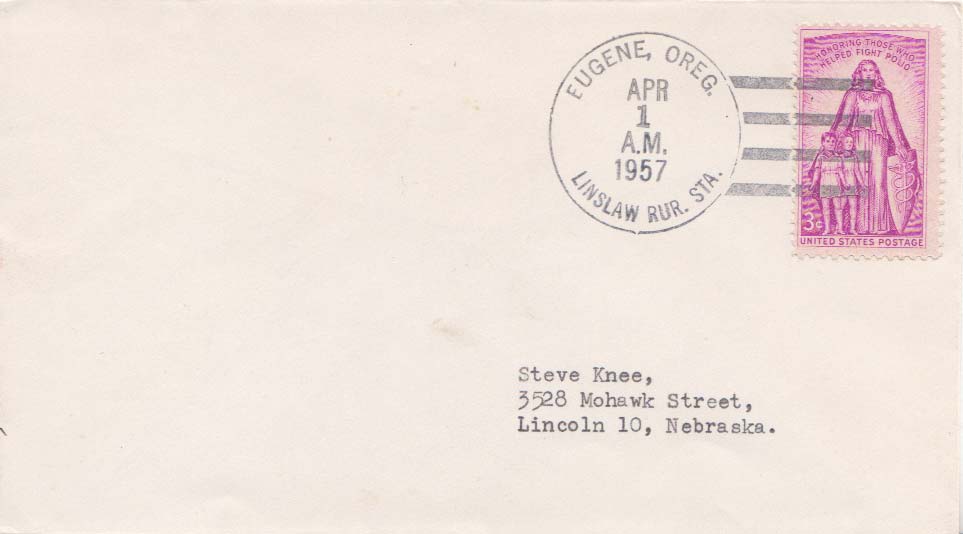 EUGENE, OREG.
APR
1
A.M.
1957
LINSLAW RUR. STA.
HONORING THOSE WHO
HELPED FIGHT POLIO
3¢
UNITED STATES POSTAGE
Steve Knee,
3528 Mohawk Street,
Lincoln 10, Nebraska.